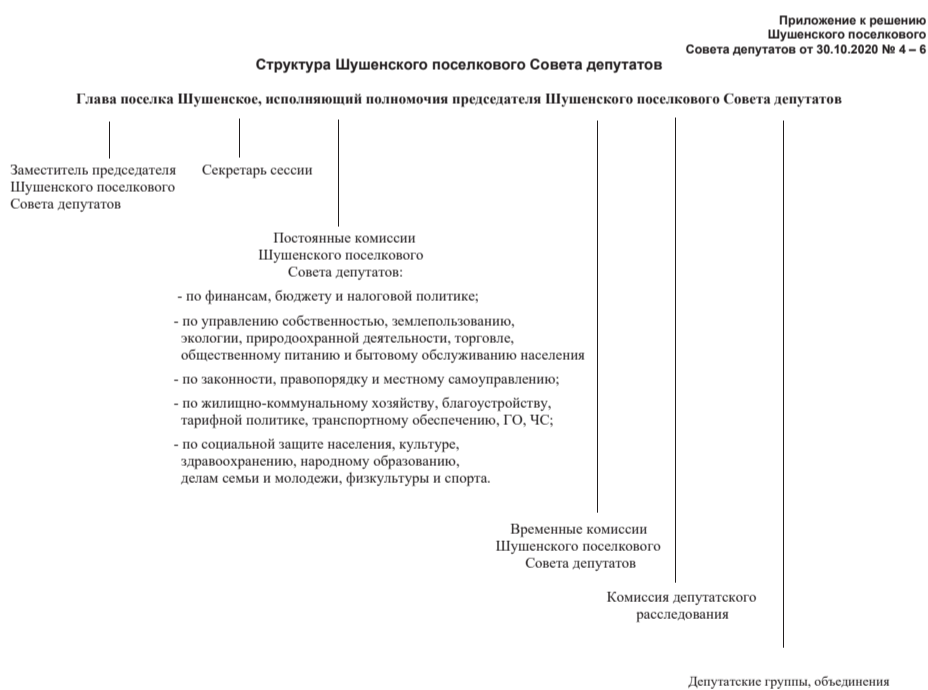 Приложение к решению
Шушенского поселкового
Совета депутатов от 30.10.2020 № 4 – 6
Структура Шушенского поселкового Совета депутатов
Глава поселка Шушенское, исполняющий полномочия председателя Шушенского поселкового Совета депутатов
Заместитель председателя
Шушенского поселкового
Совета депутатов
Секретарь сессии
Постоянные комиссии
Шушенского поселкового
Совета депутатов:
- по финансам, бюджету и налоговой политике;
- по управлению собственностью, землепользованию,
экологии, природоохранной деятельности, торговле,
общественному питанию и бытовому обслуживанию населения
- по законности, правопорядку и местному самоуправлению;
- по жилищно-коммунальному хозяйству, благоустройству,
тарифной политике, транспортному обеспечению, ГО, ЧС;
- по социальной защите населения, культуре,
здравоохранению, народному образованию,
делам семьи и молодежи, физкультуры и спорта.
Временные комиссии
Шушенского поселкового
Совета депутатов
Комиссия депутатского
расследования
Депутатские группы, объединения